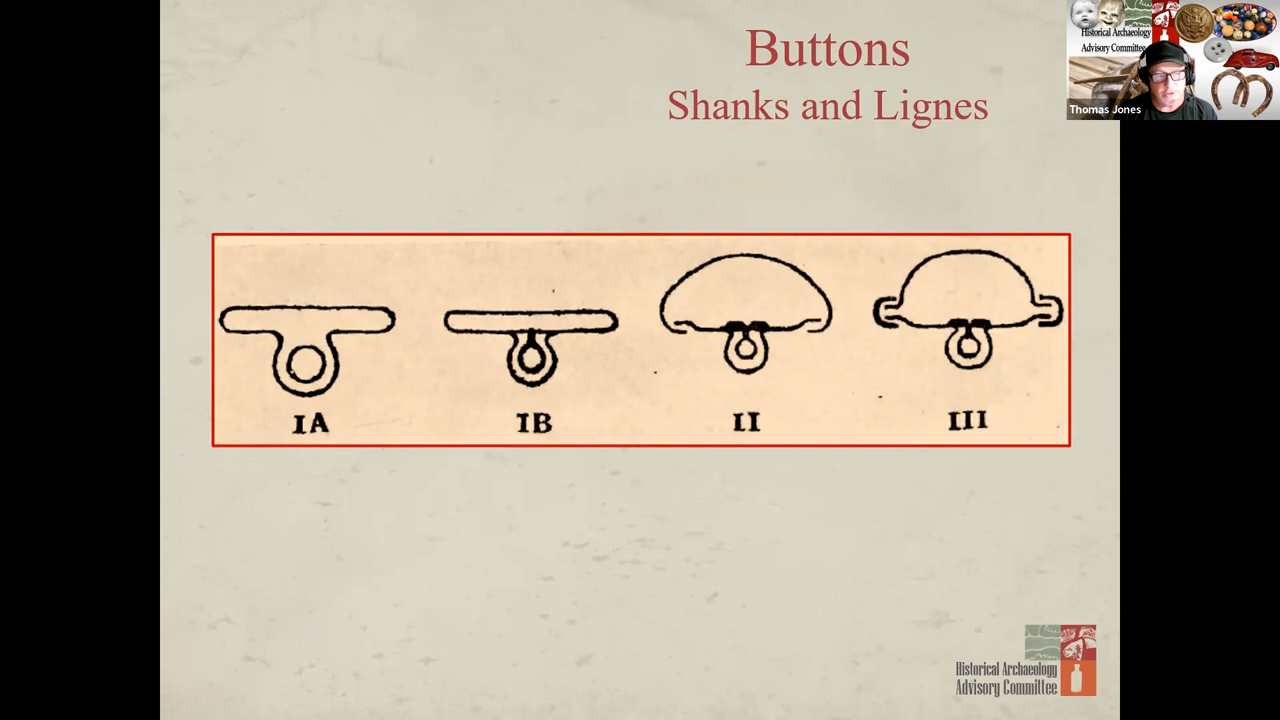 Buttons
Shanks and Lignes
Historical Archaeology
Advisory Committee
Thomas Jones
IA
IB
II
III
Historical Archaeology
Advisory Committee